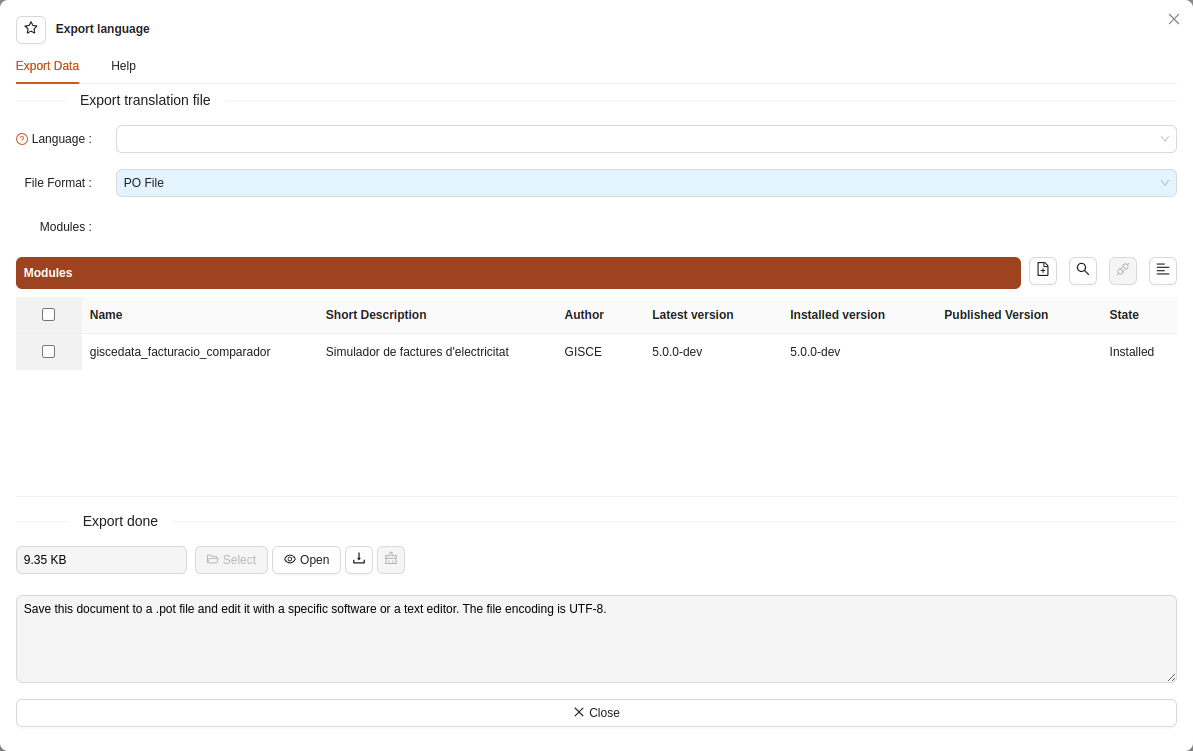 Export language
Export Data Help
Export translation file
Language :
File Format : PO File
Modules :
Modules
Name Short Description Author Latest version Installed version Published Version State
giscedata_facturacio_comparador Simulador de factures d'electricitat GISCE 5.0.0-dev 5.0.0-dev Installed
Export done
9.35 KB Select Open
Save this document to a .pot file and edit it with a specific software or a text editor. The file encoding is UTF-8.
Close